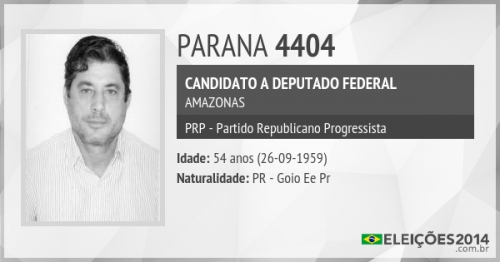 PARANA 4404
CANDIDATO A DEPUTADO FEDERAL
AMAZONAS
PRP - Partido Republicano Progressista
Idade: 54 anos (26-09-1959)
Naturalidade: PR - Goio Ee Pr
ELEIÇÕES2014
.com.br